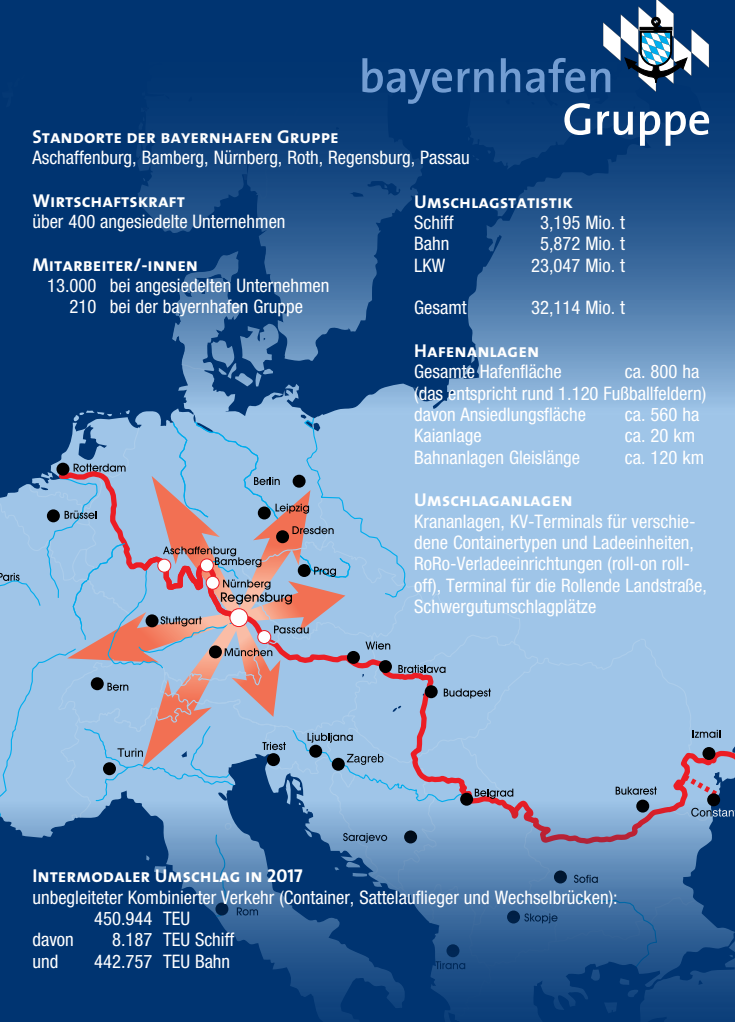 bayernhafen
Gruppe
STANDORTE DER BAYERNHAFEN GRUPPE
Aschaffenburg, Bamberg, Nürnberg, Roth, Regensburg, Passau
WIRTSCHAFTSKRAFT
über 400 angesiedelte Unternehmen
MITARBEITER/-INNEN
13.000 bei angesiedelten Unternehmen
210 bei der bayernhafen Gruppe
UMSCHLAGSTATISTIK
Schiff 3,195 Mio. t
Bahn 5,872 Mio. t
LKW 23,047 Mio. t
Gesamt 32,114 Mio. t
HAFENANLAGEN
Gesamte Hafenfläche ca. 800 ha
(das entspricht rund 1.120 Fußballfeldern)
davon Ansiedlungsfläche ca. 560 ha
Kaianlage ca. 20 km
Bahnanlagen Gleislänge ca. 120 km
UMSCHLAGANLAGEN
Krananlagen, KV-Terminals für verschie-
dene Containertypen und Ladeeinheiten,
RoRo-Verladeeinrichtungen (roll-on roll-
off), Terminal für die Rollende Landstraße,
Schwergutumschlagplätze
Rotterdam
Berlin
Brüssel
Leipzig
Dresden
Aschaffenburg
Bamberg
Paris
Prag
Nürnberg
Regensburg
Stuttgart
Passau
München
Wien
Bratislava
Bern
Budapest
Izmail
Ljubljana
Triest
Turin
Zagreb
Belgrad
Bukarest
Constan
Sarajevo
Sofia
Rom
Skopje
Tirana
INTERMODALER UMSCHLAG IN 2017
unbegleiteter Kombinierter Verkehr (Container, Sattelauflieger und Wechselbrücken):
450.944 TEU
davon 8.187 TEU Schiff
und 442.757 TEU Bahn